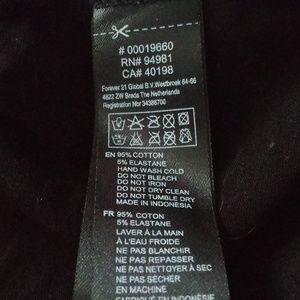 # 00019660
RN# 94981
CA# 40198
Forever 21 Global B.V. Westbroek 64-66
4822 ZW Breda The Netherlands
Registration Nbr 34386700
EN 95% COTTON
5% ELASTANE
HAND WASH COLD
DO NOT BLEACH
DO NOT IRON
DO NOT DRY CLEAN
DO NOT TUMBLE DRY
MADE IN INDONESIA
FR 95% COTON
5% ELASTANE
LAVER À LA MAIN
À L'EAU FROIDE
NE PAS BLANCHIR
NE PAS REPASSER
NE PAS NETTOYER À SEC
NE PAS SÉCHER
EN MACHINE
FABRIQUÉ EN INDONÉSIE